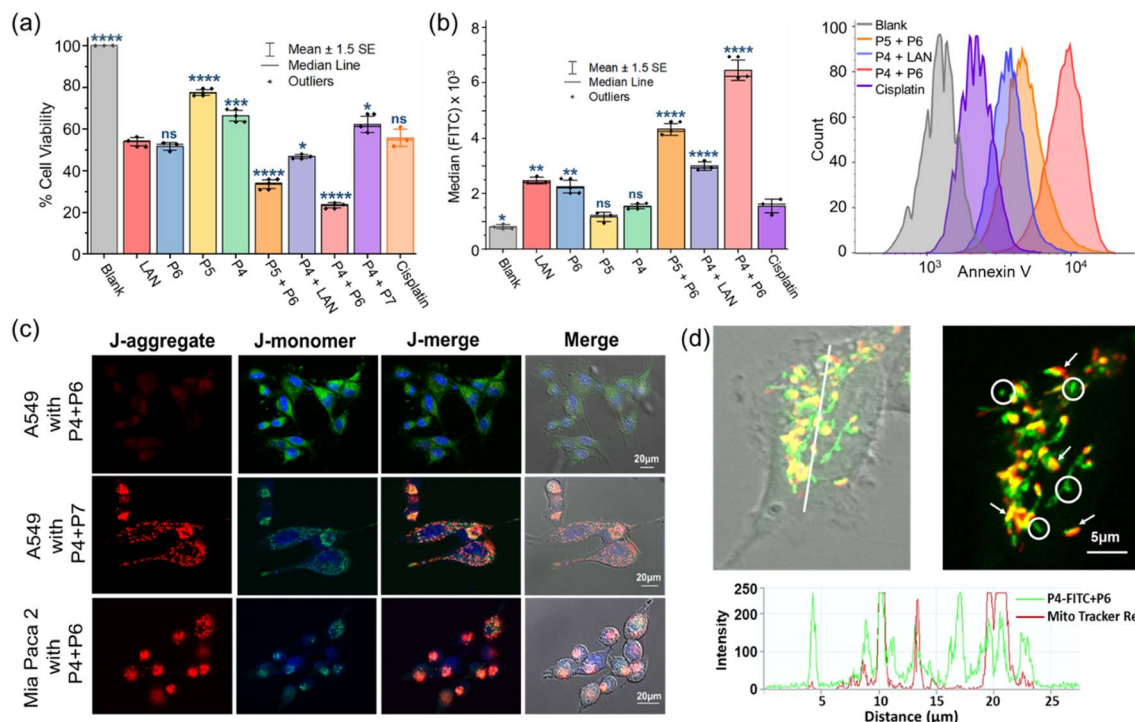 (a)
****
Mean ± 1.5 SE
Median Line
Outliers
****
***
*
ns
ns
*
****
****
% Cell Viability
100
80
60
40
20
0
Blank
LAN
P6
P5
P4
P5 + P6
P4 + LAN
P4 + P6
P4 + P7
Cisplatin
(b)
Mean ± 1.5 SE
Median Line
Outliers
****
****
****
**
**
ns
ns
*
Median (FITC) x 10³
8
6
4
2
0
Blank
LAN
P6
P5
P4
P5 + P6
P4 + LAN
P4 + P6
Cisplatin
Blank
P5 + P6
P4 + LAN
P4 + P6
Cisplatin
Count
100
80
60
40
20
0
10³
10⁴
Annexin V
(c)
J-aggregate
J-monomer
J-merge
Merge
A549 with P4+P6
20µm
A549 with P4+P7
20µm
Mia Paca 2 with P4+P6
20µm
(d)
5µm
Intensity
250
200
100
0
P4-FITC+P6
Mito Tracker Re
5
10
15
20
25
Distance (µm)